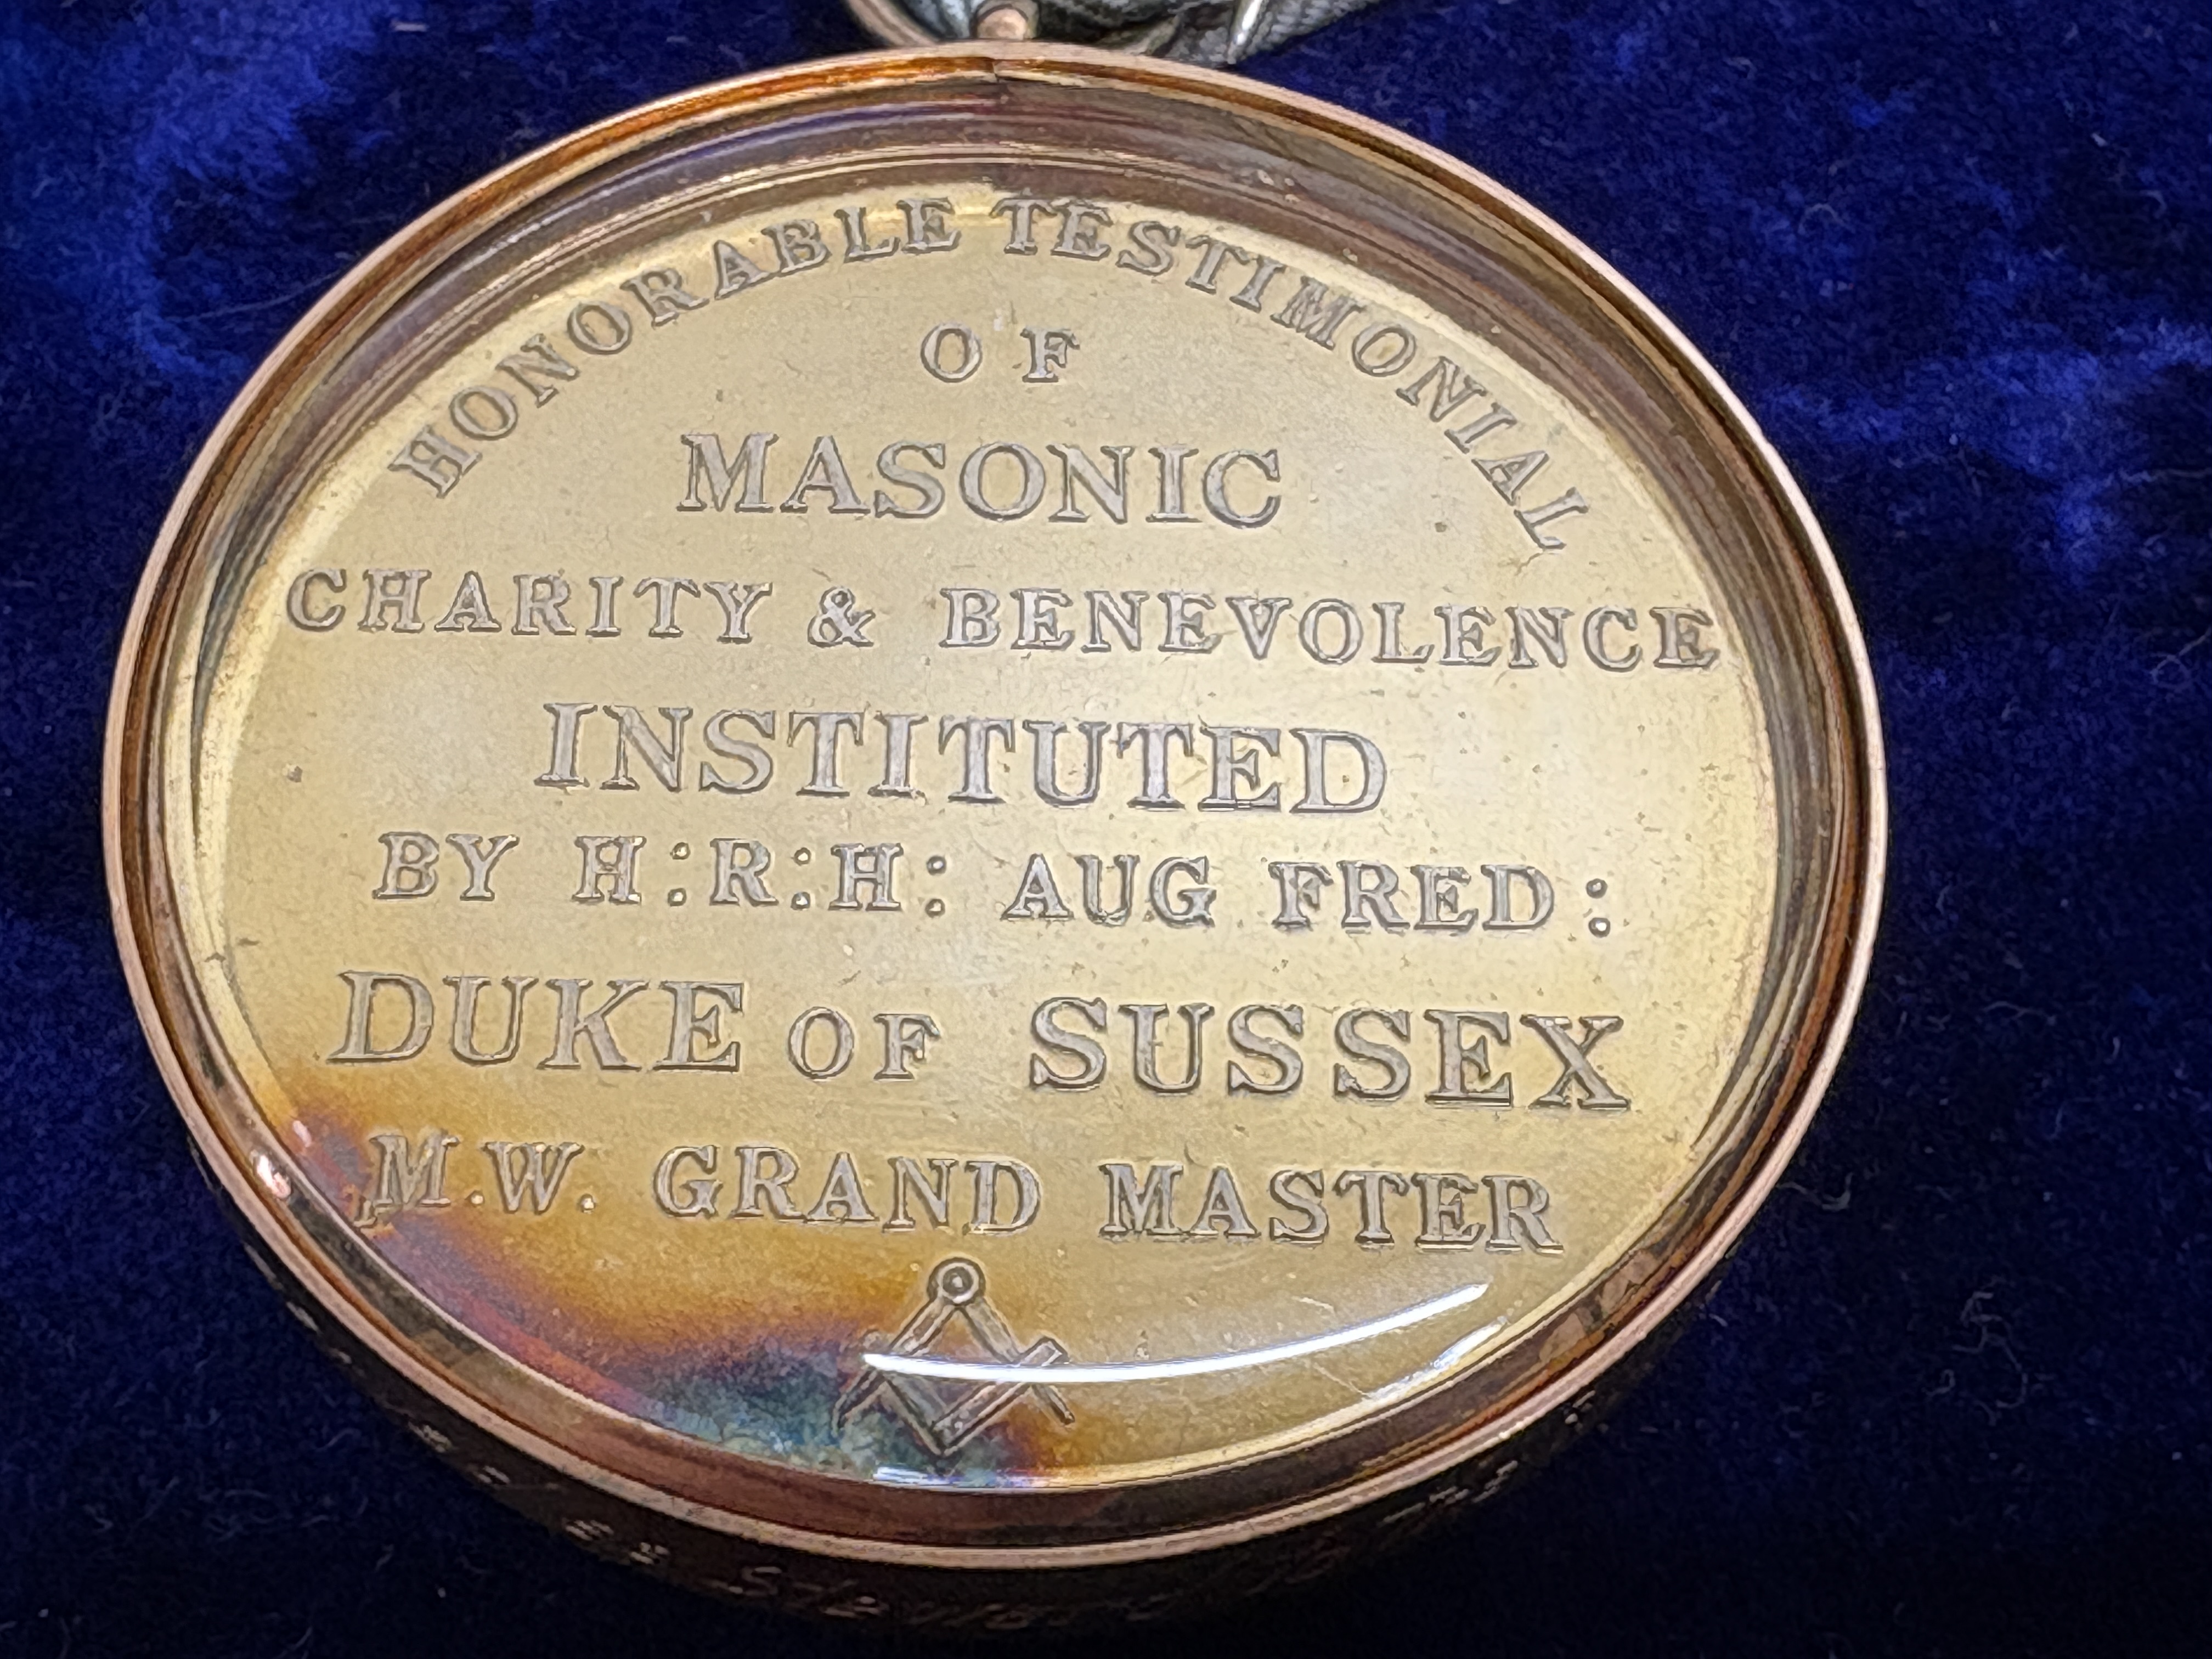 HONORABLE TESTIMONIAL
OF
MASONIC
CHARITY & BENEVOLENCE
INSTITUTED
BY H:R:H: AUG FRED:
DUKE OF SUSSEX
M.W. GRAND MASTER